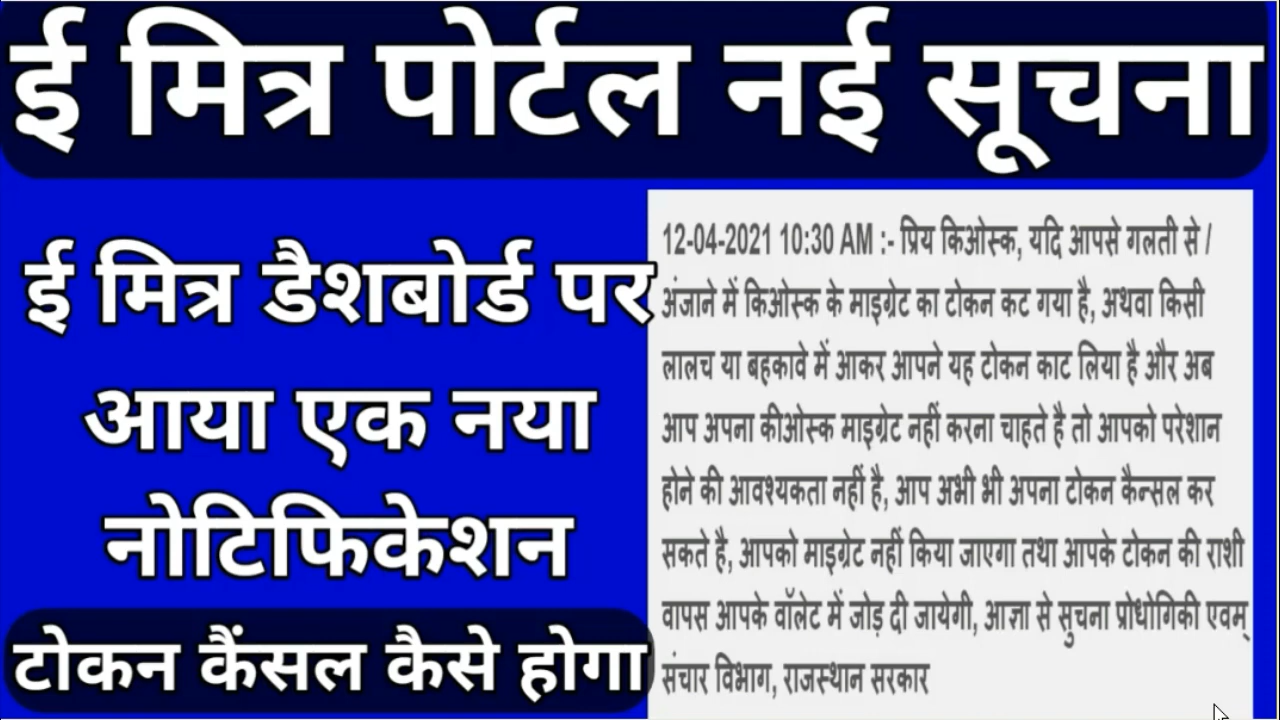 ई मित्र पोर्टल नई सूचना
ई मित्र डैशबोर्ड पर
आया एक नया
नोटिफिकेशन
टोकन कैंसल कैसे होगा
12-04-2021 10:30 AM :- प्रिय किओस्क, यदि आपसे गलती से /
अंजाने में किओस्क के माइग्रेट का टोकन कट गया है, अथवा किसी
लालच या बहकावे में आकर आपने यह टोकन काट लिया है और अब
आप अपना कीओस्क माइग्रेट नहीं करना चाहते है तो आपको परेशान
होने की आवश्यकता नहीं है, आप अभी भी अपना टोकन कैन्सल कर
सकते है, आपको माइग्रेट नहीं किया जाएगा तथा आपके टोकन की राशी
वापस आपके वॉलेट में जोड़ दी जायेगी, आज्ञा से सुचना प्रोधोगिकी एवम्
संचार विभाग, राजस्थान सरकार